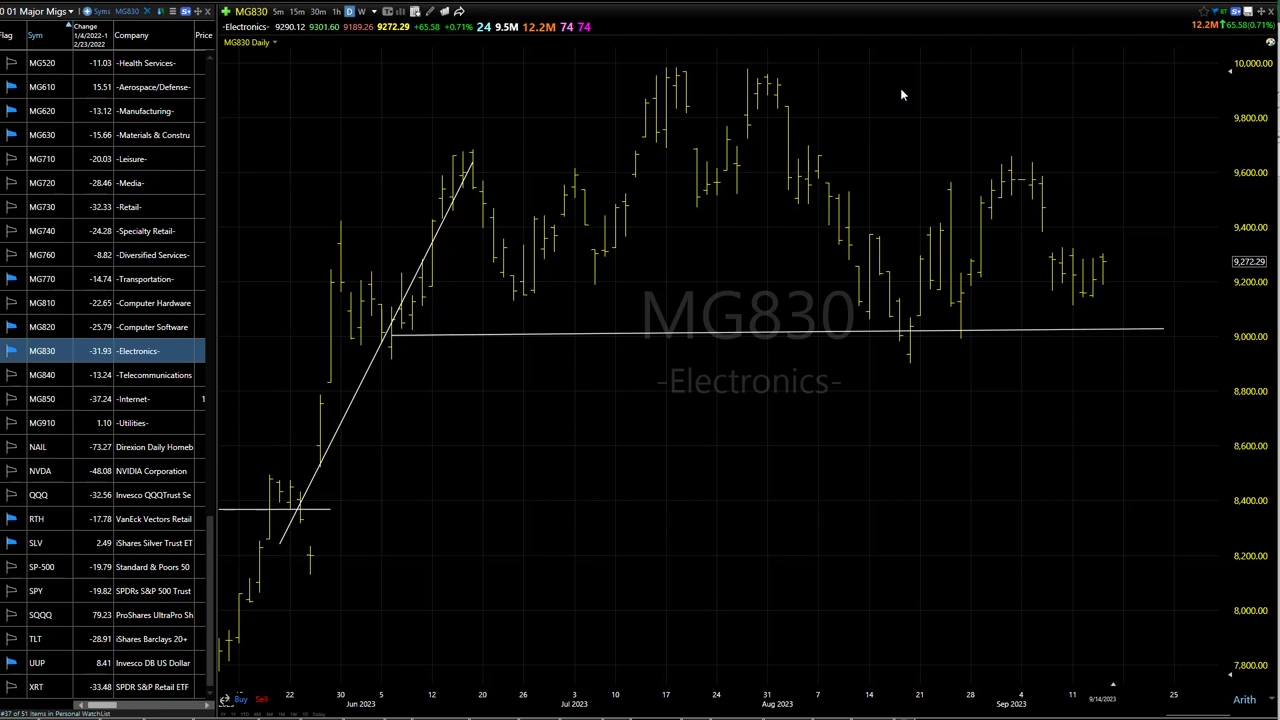 01 Major Migs Syms MG830
MG830 5m 15m 30m 1h D W
-Electronics- 9290.12 9301.60 9189.26 9272.29 +65.58 +0.71% 24 9.5M 12.2M 74 74
12.2M 65.58(0.71%)
MG830 Daily
Flag Sym Change 1/4/2022-1 2/23/2022 Company Price
MG520 -11.03 -Health Services-
MG610 15.51 -Aerospace/Defense-
MG620 -13.12 -Manufacturing-
MG630 -15.66 -Materials & Constru
MG710 -20.03 -Leisure-
MG720 -28.46 -Media-
MG730 -32.33 -Retail-
MG740 -24.28 -Specialty Retail-
MG760 -8.82 -Diversified Services-
MG770 -14.74 -Transportation-
MG810 -22.65 -Computer Hardware
MG820 -25.79 -Computer Software
MG830 -31.93 -Electronics-
MG840 -13.24 -Telecommunications
MG850 -37.24 -Internet- 1
MG910 1.10 -Utilities-
NAIL -73.27 Direxion Daily Homeb
NVDA -48.08 NVIDIA Corporation
QQQ -32.56 Invesco QQQTrust Se
RTH -17.78 VanEck Vectors Retail
SLV 2.49 iShares Silver Trust ET
SP-500 -19.79 Standard & Poors 50
SPY -19.82 SPDRs S&P 500 Trust
SQQQ 79.23 ProShares UltraPro Sh
TLT -28.91 iShares Barclays 20+
UUP 8.41 Invesco DB US Dollar
XRT -33.48 SPDR S&P Retail ETF
#37 of 51 Items in Personal WatchList
MG830
-Electronics-
10,000.00
9,800.00
9,600.00
9,400.00
9,272.29
9,200.00
9,000.00
8,800.00
8,600.00
8,400.00
8,200.00
8,000.00
7,800.00
Buy Sell
22 30 5 12 20 26 3 10 17 24 31 7 14 21 28 4 11 9/14/2023 25
Jun 2023 Jul 2023 Aug 2023 Sep 2023
Arith